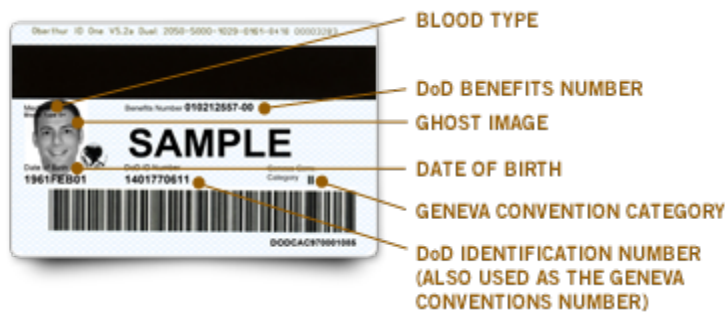 Oberthur ID One V5.2a Dual 2050-5000-1029-0161-0416 00003283
BLOOD TYPE
Benefits Number 010212557-00
DoD BENEFITS NUMBER
GHOST IMAGE
SAMPLE
Date of Birth
DoD ID Number
Category II
DATE OF BIRTH
1961FEB01
1401770611
GENEVA CONVENTION CATEGORY
DODCAC970001005
DoD IDENTIFICATION NUMBER
(ALSO USED AS THE GENEVA
CONVENTIONS NUMBER)